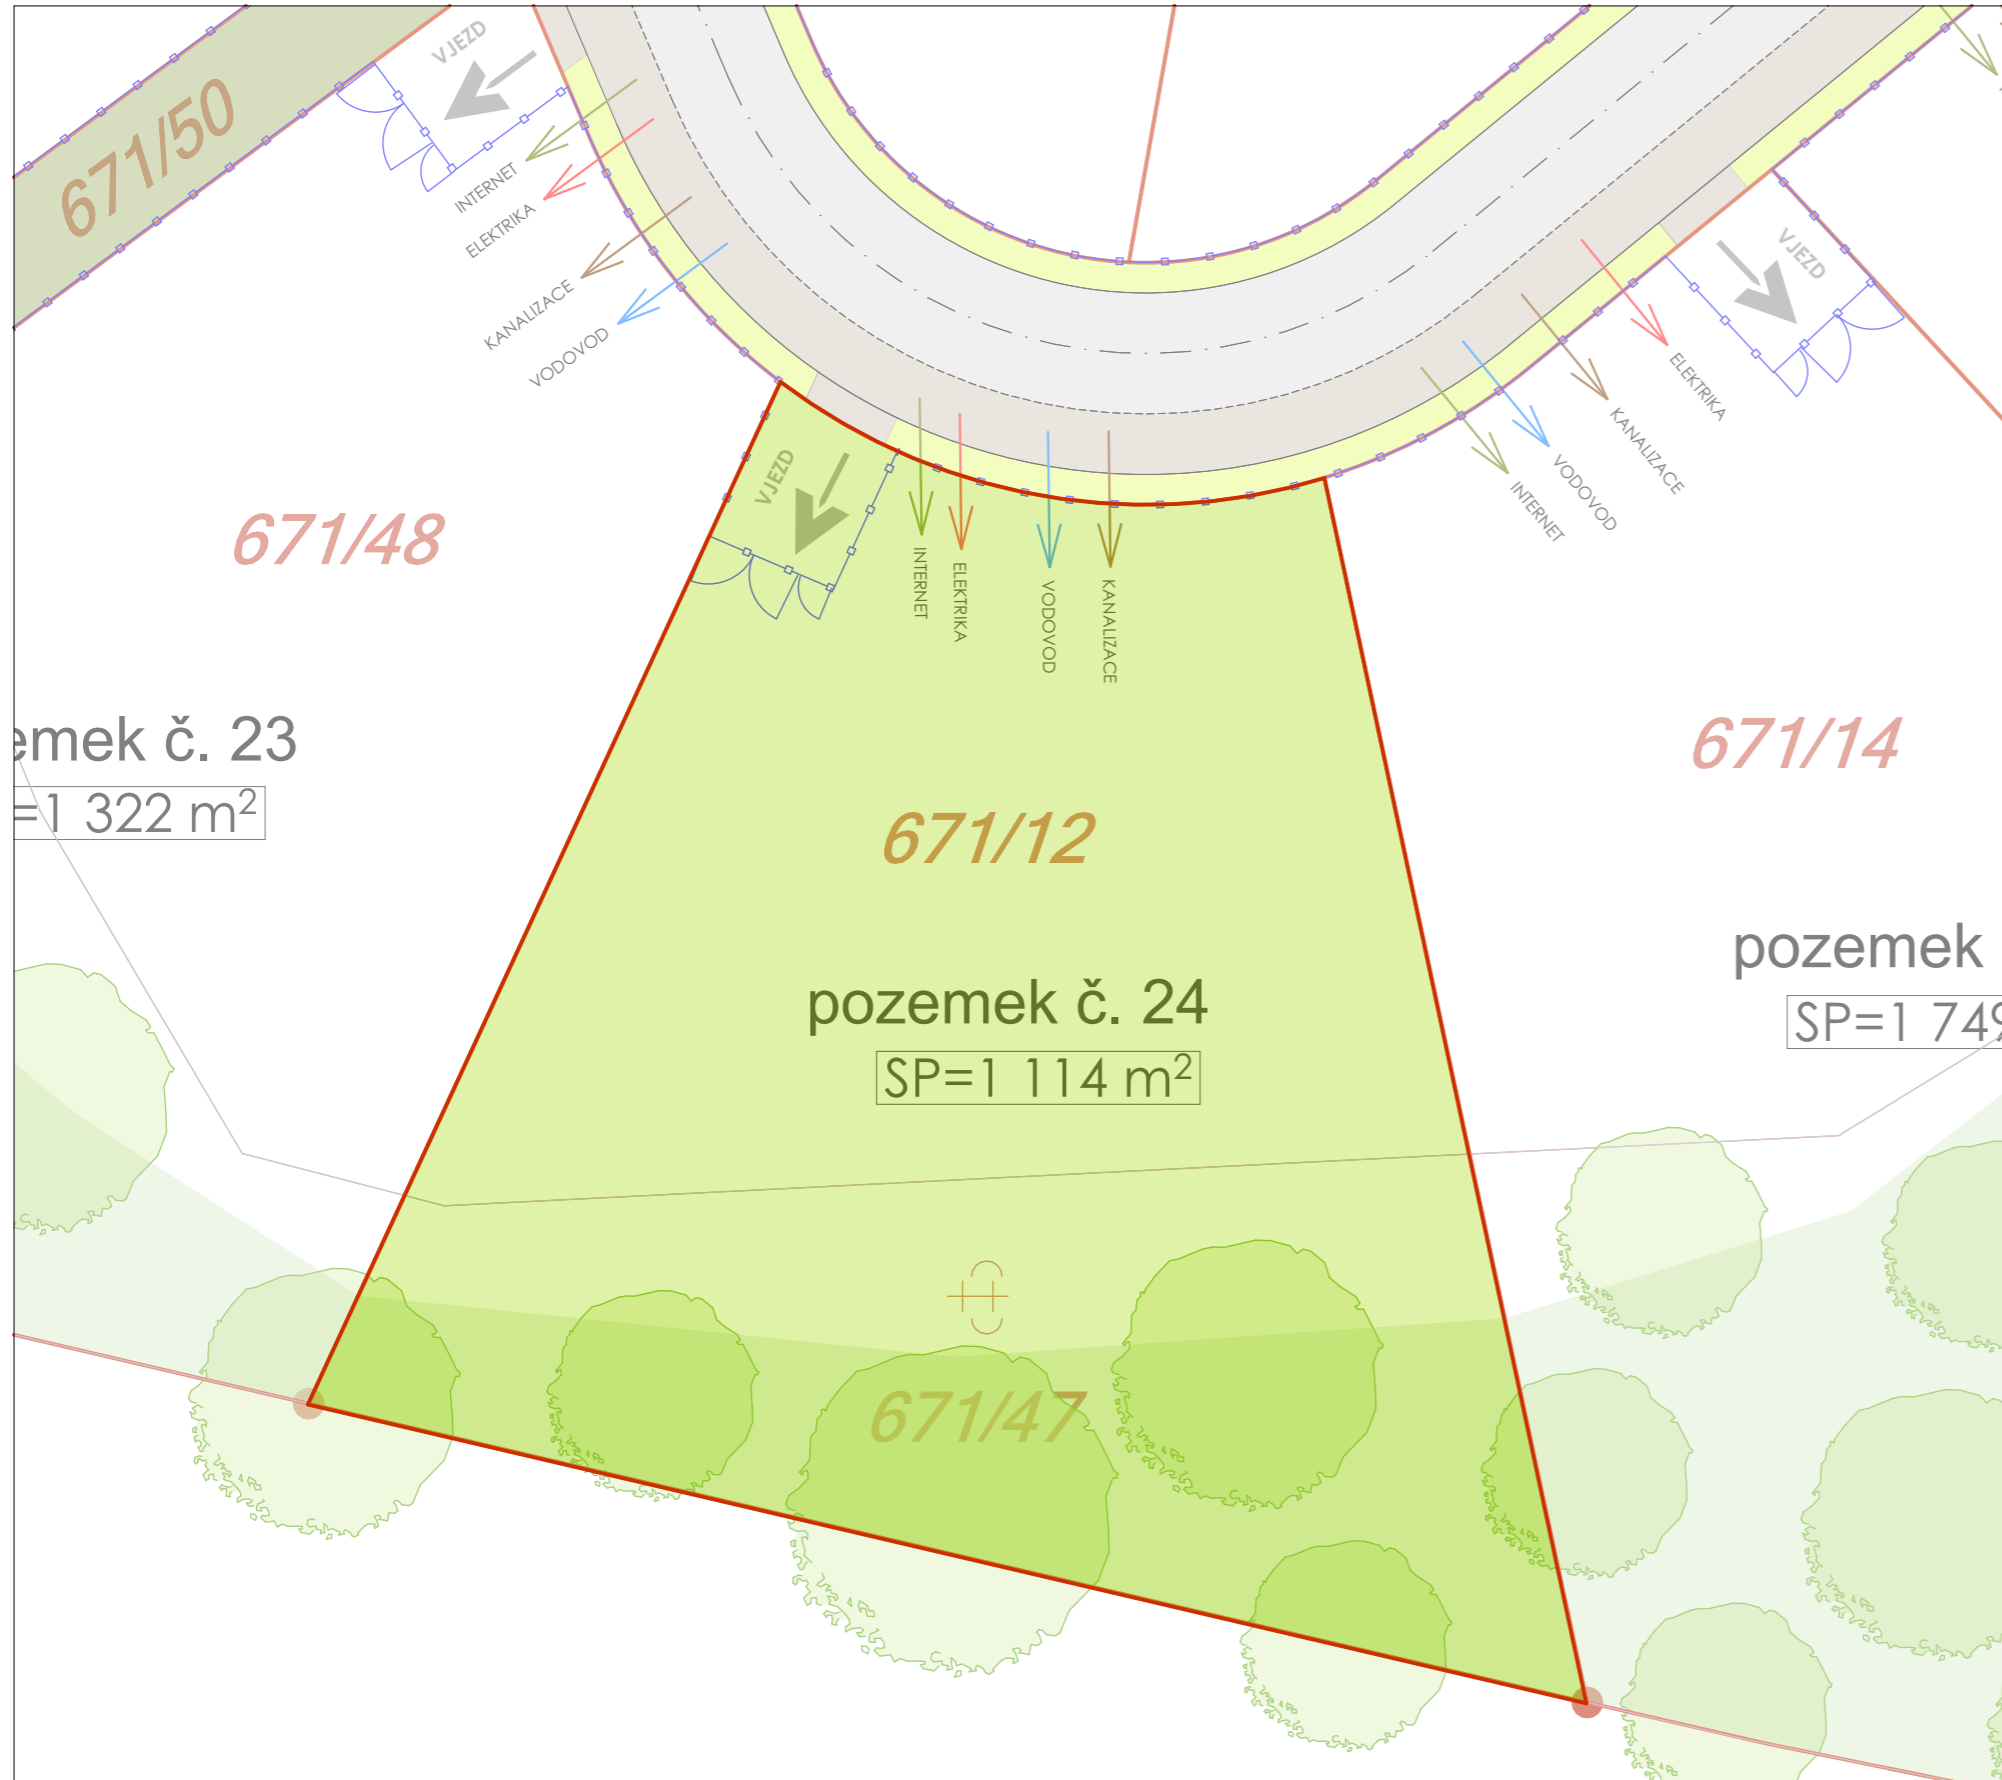 VJEZD
671/50
INTERNET
ELEKTRIKA
KANALIZACE
VODOVOD
VJEZD
ELEKTRIKA
KANALIZACE
VODOVOD
INTERNET
VJEZD
INTERNET
ELEKTRIKA
VODOVOD
KANALIZACE
671/48
emek č. 23
=1 322 m²
671/14
671/12
pozemek
SP=1 749
pozemek č. 24
SP=1 114 m²
671/47